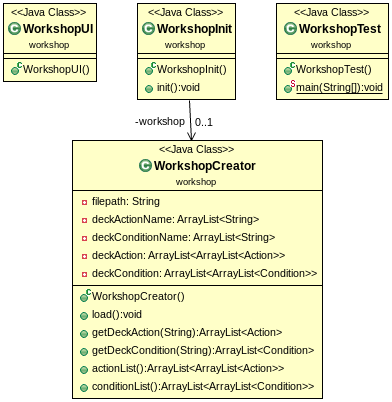 <<Java Class>>
WorkshopUI
workshop
WorkshopUI()
<<Java Class>>
WorkshopInit
workshop
WorkshopInit()
init():void
<<Java Class>>
WorkshopTest
workshop
WorkshopTest()
main(String[]):void
-workshop 0..1
<<Java Class>>
WorkshopCreator
workshop
filepath: String
deckActionName: ArrayList<String>
deckConditionName: ArrayList<String>
deckAction: ArrayList<ArrayList<Action>>
deckCondition: ArrayList<ArrayList<Condition>>
WorkshopCreator()
load():void
getDeckAction(String):ArrayList<Action>
getDeckCondition(String):ArrayList<Condition>
actionList():ArrayList<ArrayList<Action>>
conditionList():ArrayList<ArrayList<Condition>>